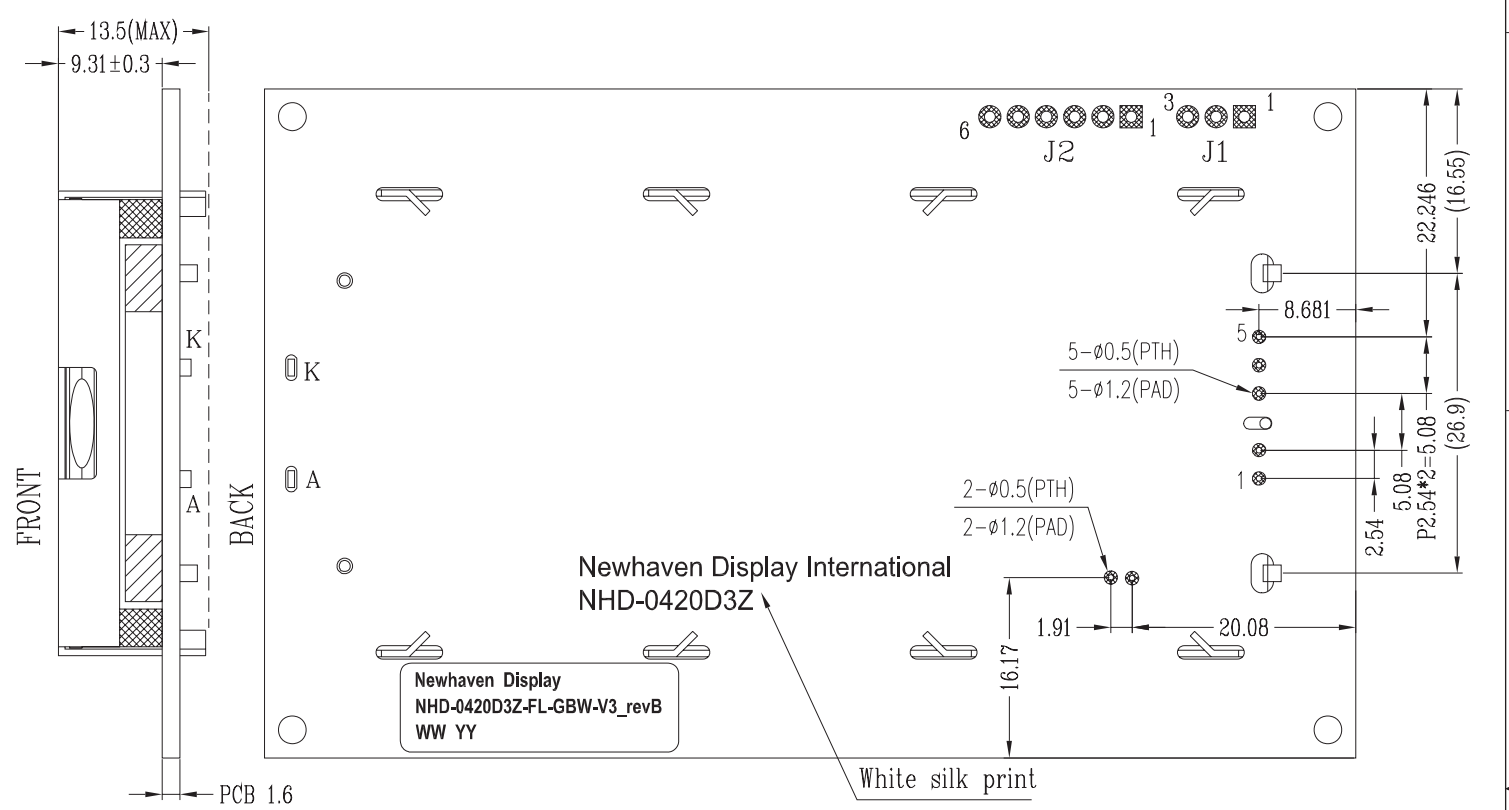 13.5(MAX)
9.31±0.3
6
1
3
1
J2
J1
22.246
(16.55)
8.681
K
K
5
5-ø0.5(PTH)
5-ø1.2(PAD)
FRONT
A
BACK
A
1
2-ø0.5(PTH)
2-ø1.2(PAD)
2.54
5.08
P2.54*2=5.08
(26.9)
Newhaven Display International
NHD-0420D3Z
1.91
20.08
16.17
Newhaven Display
NHD-0420D3Z-FL-GBW-V3_revB
WW YY
White silk print
PCB 1.6